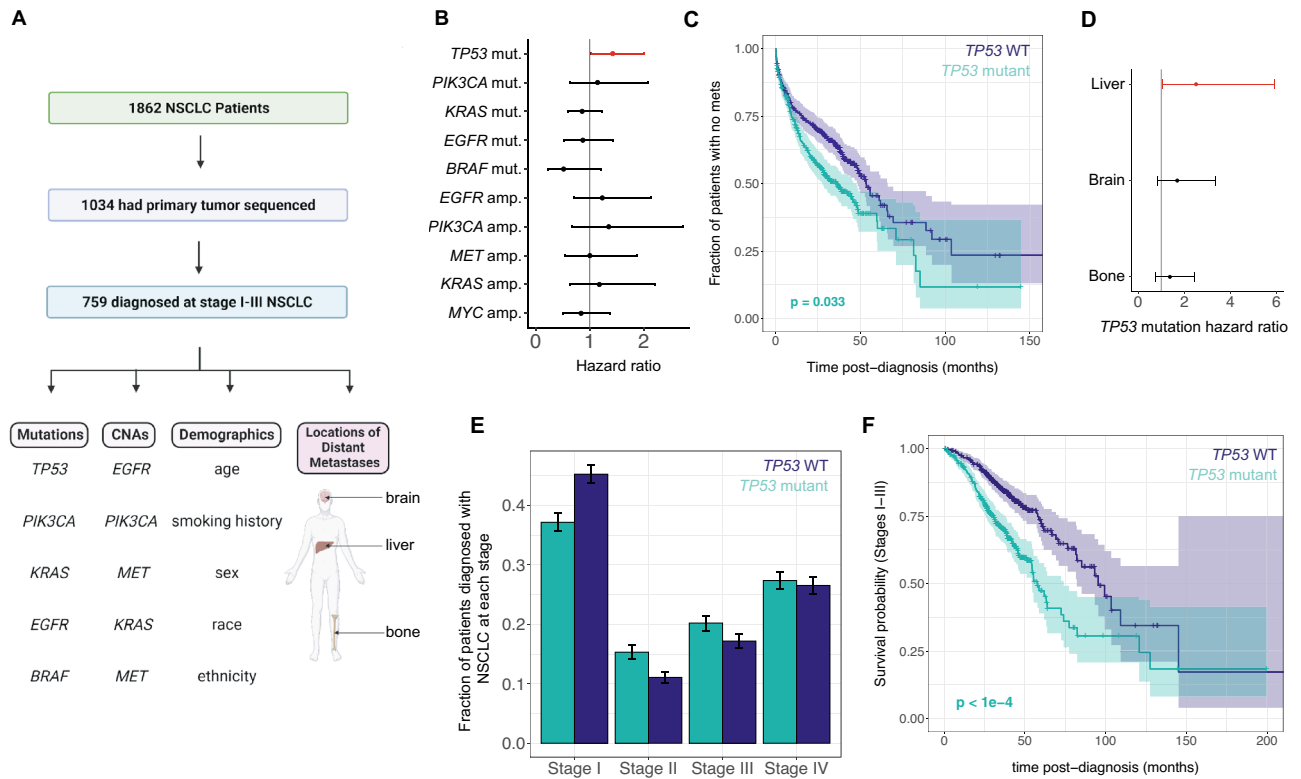 A
1862 NSCLC Patients
1034 had primary tumor sequenced
759 diagnosed at stage I-III NSCLC
Mutations
CNAs
Demographics
Locations of
Distant
Metastases
TP53
EGFR
age
PIK3CA
PIK3CA
smoking history
KRAS
MET
sex
EGFR
KRAS
race
BRAF
MET
ethnicity
brain
liver
bone
B
TP53 mut.
PIK3CA mut.
KRAS mut.
EGFR mut.
BRAF mut.
EGFR amp.
PIK3CA amp.
MET amp.
KRAS amp.
MYC amp.
0 1 2
Hazard ratio
C
Fraction of patients with no mets
1.00
0.75
0.50
0.25
0.00
TP53 WT
TP53 mutant
p = 0.033
0 50 100 150
Time post–diagnosis (months)
D
Liver
Brain
Bone
0 2 4 6
TP53 mutation hazard ratio
E
Fraction of patients diagnosed with
NSCLC at each stage
0.4
0.3
0.2
0.1
0.0
TP53 WT
TP53 mutant
Stage I Stage II Stage III Stage IV
F
Survival probability (Stages I–III)
1.00
0.75
0.50
0.25
0.00
TP53 WT
TP53 mutant
p < 1e–4
0 50 100 150 200
time post–diagnosis (months)